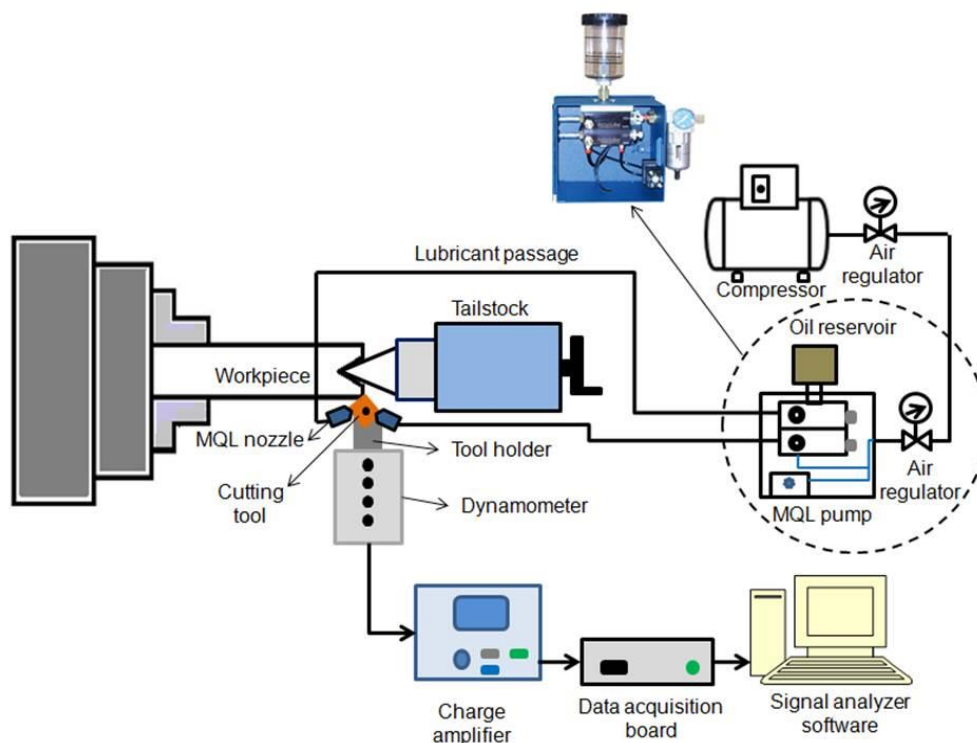 Lubricant passage
Compressor
Air
regulator
Tailstock
Oil reservoir
Workpiece
MQL nozzle
Tool holder
Cutting
tool
Dynamometer
MQL pump
Air
regulator
Charge
amplifier
Data acquisition
board
Signal analyzer
software